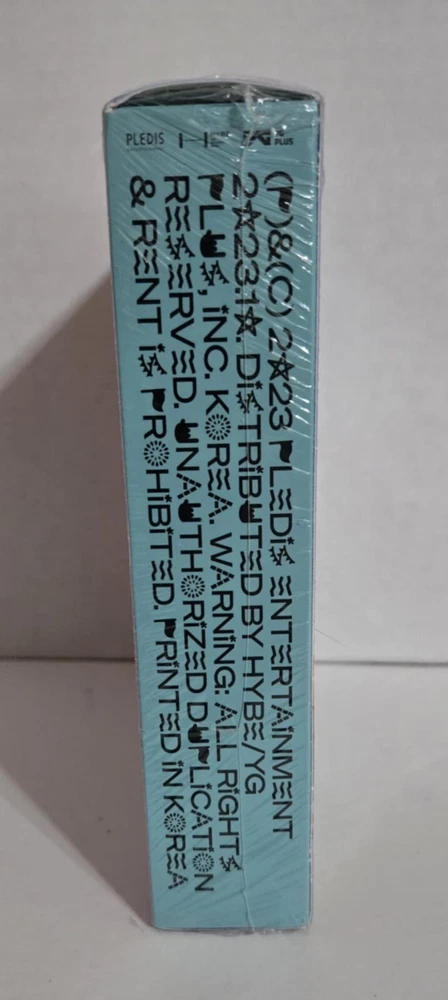 PLEDIS
PLUS
(P)&(C) 2023 PLEDIS ENTERTAINMENT
2023.10. DISTRIBUTED BY HYBE/YG
PLUS, INC. KOREA. WARNING: ALL RIGHTS
RESERVED. UNAUTHORIZED DUPLICATION
& RENT IS PROHIBITED. PRINTED IN KOREA